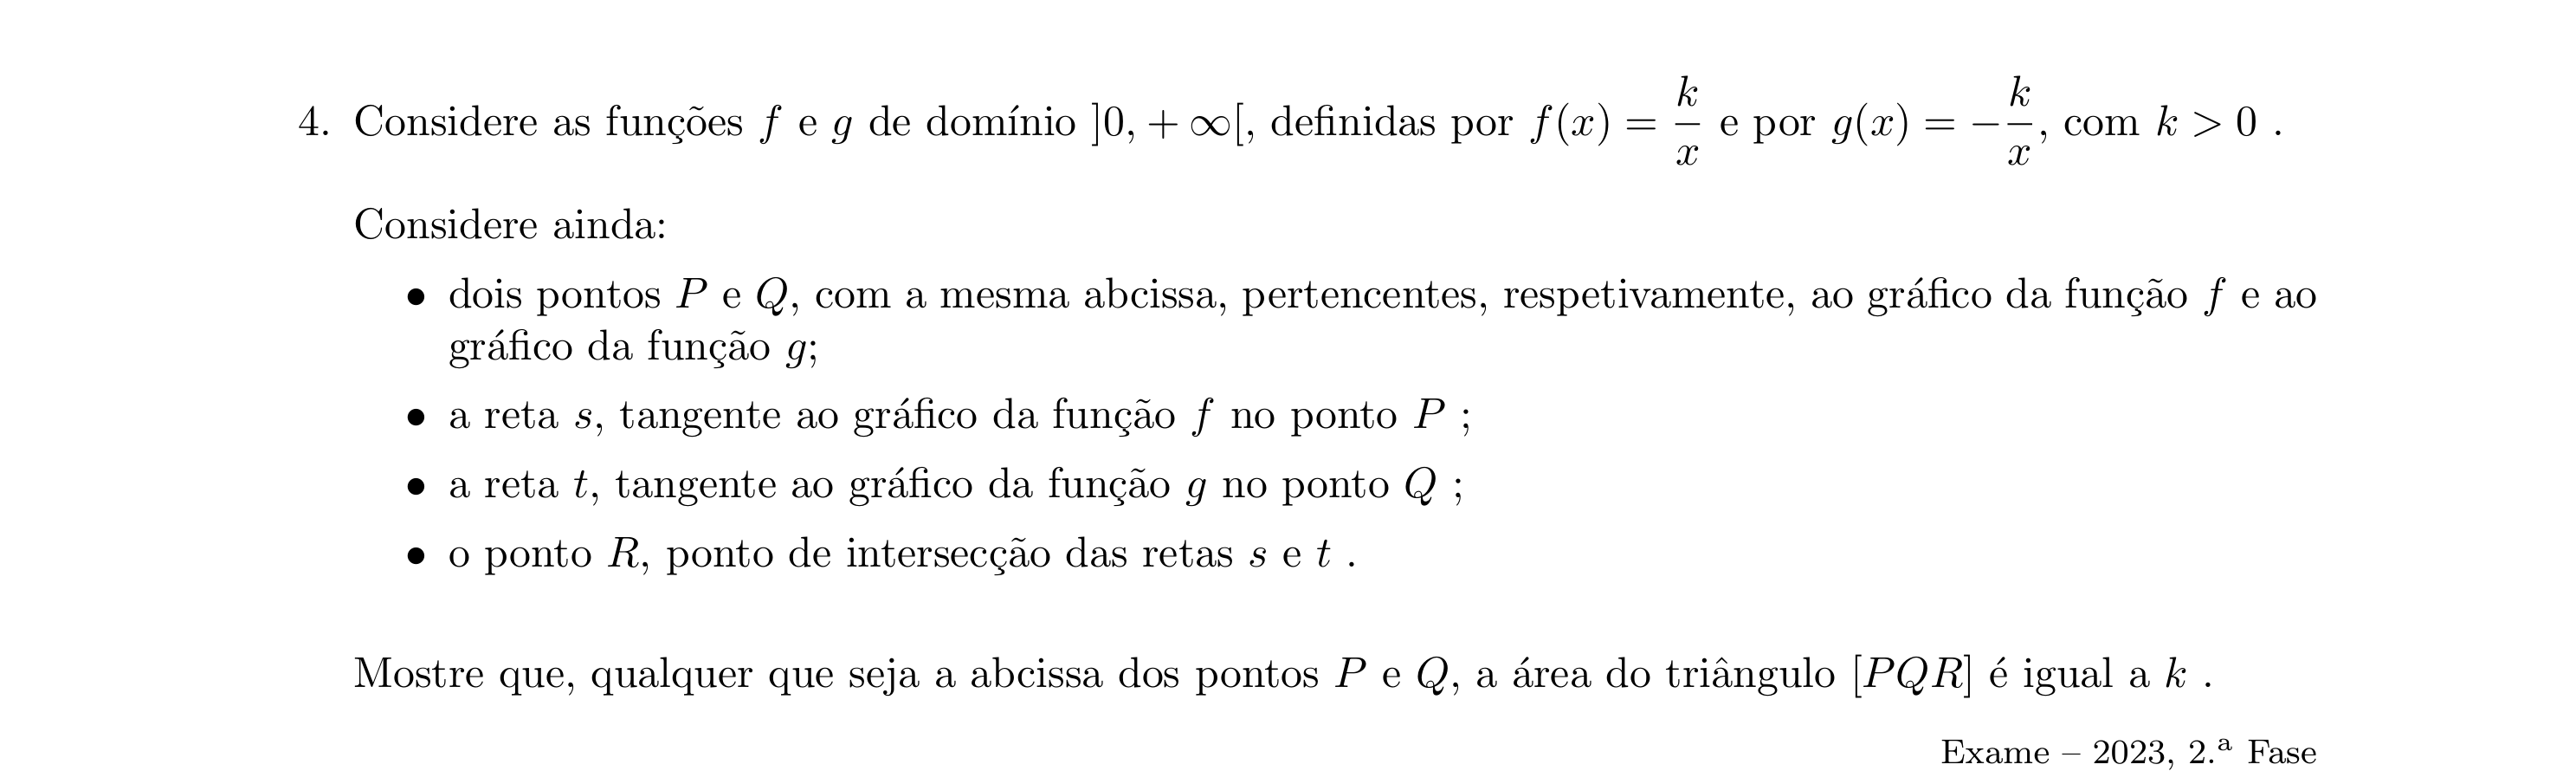 4. Considere as funções f e g de domínio ]0, + ∞[, definidas por f(x) = k/x e por g(x) = −k/x, com k > 0 .
Considere ainda:
• dois pontos P e Q, com a mesma abcissa, pertencentes, respetivamente, ao gráfico da função f e ao
gráfico da função g;
• a reta s, tangente ao gráfico da função f no ponto P ;
• a reta t, tangente ao gráfico da função g no ponto Q ;
• o ponto R, ponto de intersecção das retas s e t .
Mostre que, qualquer que seja a abcissa dos pontos P e Q, a área do triângulo [PQR] é igual a k .
Exame – 2023, 2.ª Fase